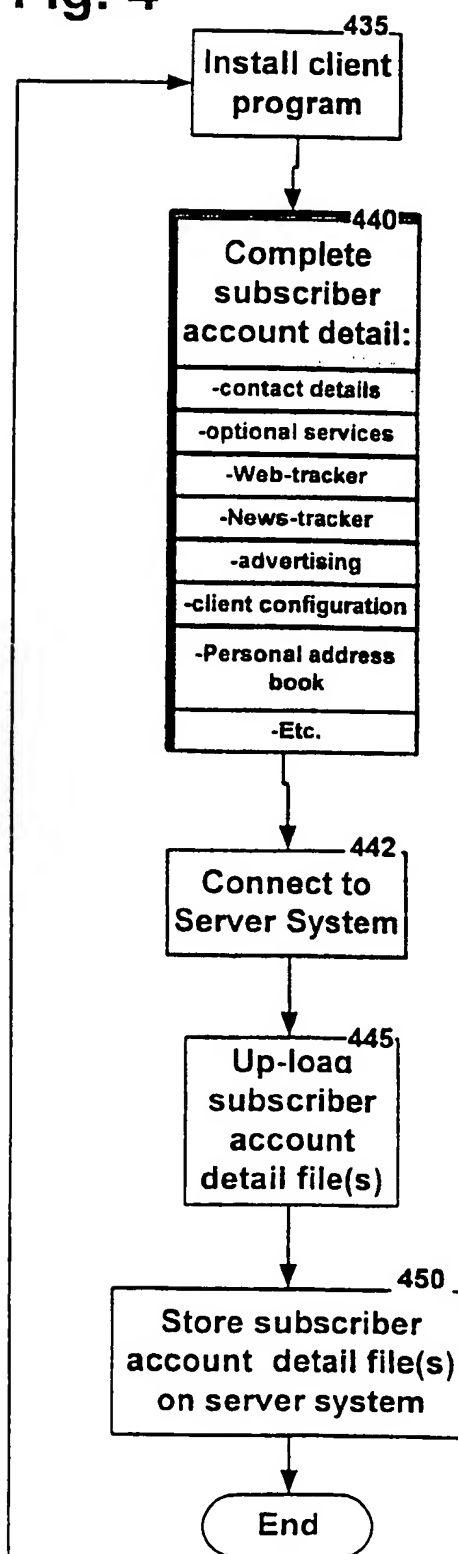 Fig. 4
435
Install client
program
440
Complete
subscriber
account detail:
-contact details
-optional services
-Web-tracker
-News-tracker
-advertising
-client configuration
-Personal address
book
-Etc.
442
Connect to
Server System
445
Up-load
subscriber
account
detail file(s)
450
Store subscriber
account detail file(s)
on server system
End